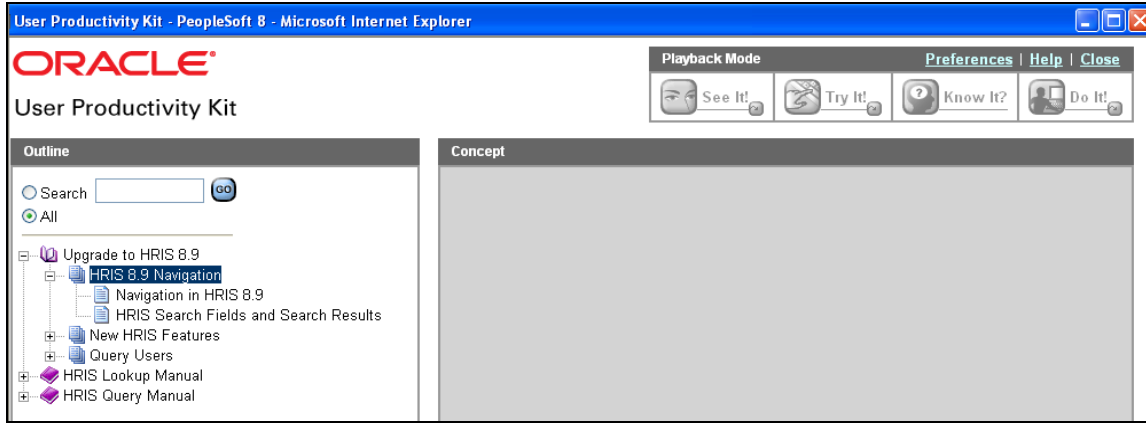 User Productivity Kit - PeopleSoft 8 - Microsoft Internet Explorer
ORACLE®
User Productivity Kit
Playback Mode
Preferences | Help | Close
See It!
Try It!
Know It?
Do It!
Outline
Concept
Search
GO
All
Upgrade to HRIS 8.9
HRIS 8.9 Navigation
Navigation in HRIS 8.9
HRIS Search Fields and Search Results
New HRIS Features
Query Users
HRIS Lookup Manual
HRIS Query Manual